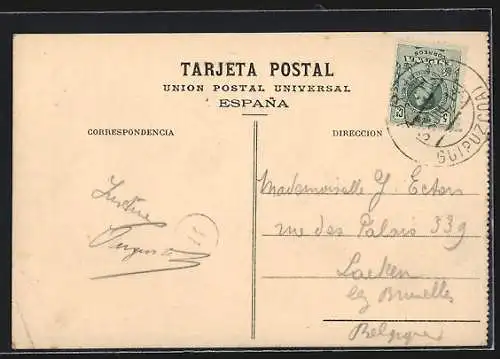 TARJETA POSTAL
UNION POSTAL UNIVERSAL
ESPAÑA
CORRESPONDENCIA
DIRECCION
Mademoiselle J. Ectors
rue des Palais 339
Laeken
lez Bruxelles
Belgique
(GUIPUZCOA)